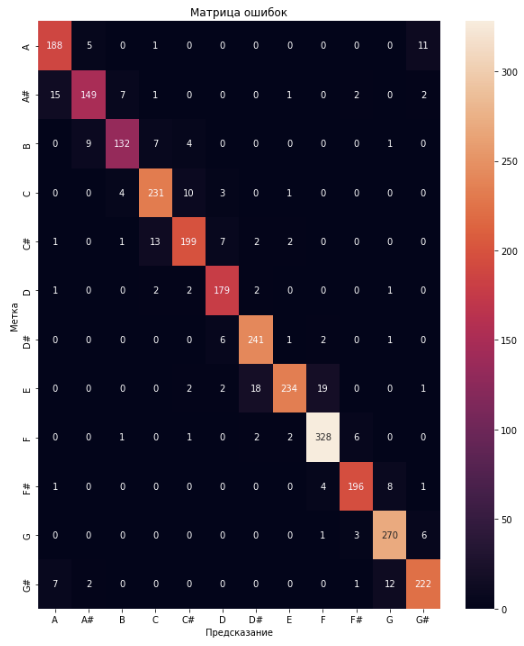 Матрица ошибок
A 188 5 0 1 0 0 0 0 0 0 0 11
A# 15 149 7 1 0 0 0 1 0 2 0 2
B 0 9 132 7 4 0 0 0 0 0 1 0
C 0 0 4 231 10 3 0 1 0 0 0 0
C# 1 0 1 13 199 7 2 2 0 0 0 0
D 1 0 0 2 2 179 2 0 0 0 1 0
D# 0 0 0 0 0 6 241 1 2 0 1 0
E 0 0 0 0 2 2 18 234 19 0 0 1
F 0 0 1 0 1 0 2 2 328 6 0 0
F# 1 0 0 0 0 0 0 0 4 196 8 1
G 0 0 0 0 0 0 0 0 1 3 270 6
G# 7 2 0 0 0 0 0 0 0 1 12 222
A A# B C C# D D# E F F# G G#
Метка
Предсказание
300
250
200
150
100
50
0